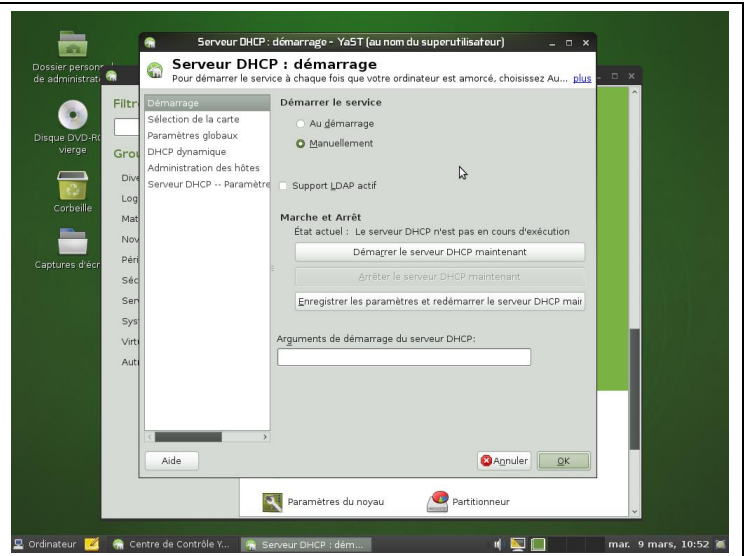 Serveur DHCP : démarrage - YaST (au nom du superutilisateur)
Dossier person
de administrat
Disque DVD-R
vierge
Corbeille
Captures d'écr
Serveur DHCP : démarrage
Pour démarrer le service à chaque fois que votre ordinateur est amorcé, choisissez Au... plus
Filtr
Grou
Dive
Log
Mat
Nov
Péri
Séc
Serv
Sys
Virt
Autr
Démarrage
Sélection de la carte
Paramètres globaux
DHCP dynamique
Administration des hôtes
Serveur DHCP -- Paramètre
Démarrer le service
Au démarrage
Manuellement
Support LDAP actif
Marche et Arrêt
État actuel : Le serveur DHCP n'est pas en cours d'exécution
Démarrer le serveur DHCP maintenant
Arrêter le serveur DHCP maintenant
Enregistrer les paramètres et redémarrer le serveur DHCP mair
Arguments de démarrage du serveur DHCP:
Aide
Annuler
OK
Paramètres du noyau
Partitionneur
Ordinateur
Centre de Contrôle Y...
Serveur DHCP : dém...
mar. 9 mars, 10:52